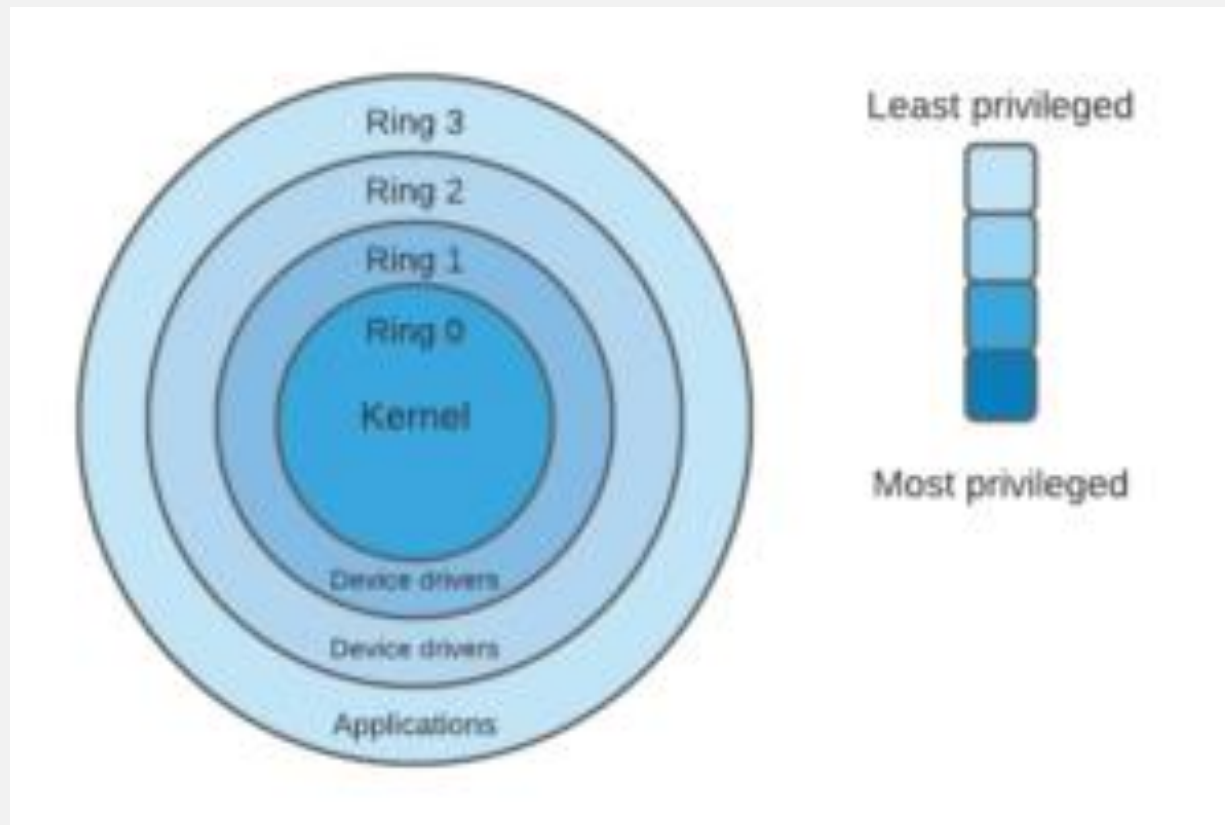 Ring 3
Ring 2
Ring 1
Ring 0
Kernel
Device drivers
Device drivers
Applications
Least privileged
Most privileged